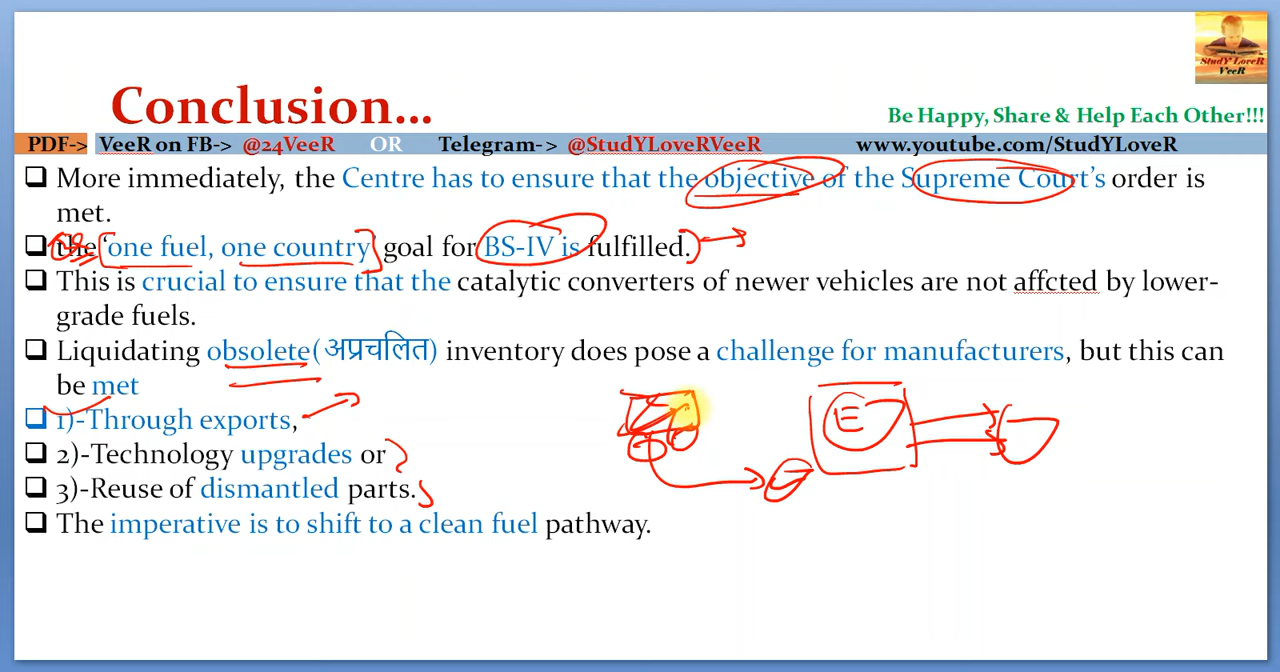 StudY LoveR
VeeR
Conclusion...
Be Happy, Share & Help Each Other!!!
PDF-> VeeR on FB-> @24VeeR OR Telegram-> @StudYLoveRVeeR www.youtube.com/StudYLoveR
❑ More immediately, the Centre has to ensure that the objective of the Supreme Court's order is
met.
❑ the 'one fuel, one country' goal for BS-IV is fulfilled.
❑ This is crucial to ensure that the catalytic converters of newer vehicles are not affcted by lower-
grade fuels.
❑ Liquidating obsolete(अप्रचलित) inventory does pose a challenge for manufacturers, but this can
be met
❑ 1)-Through exports,
❑ 2)-Technology upgrades or
❑ 3)-Reuse of dismantled parts.
❑ The imperative is to shift to a clean fuel pathway.
E